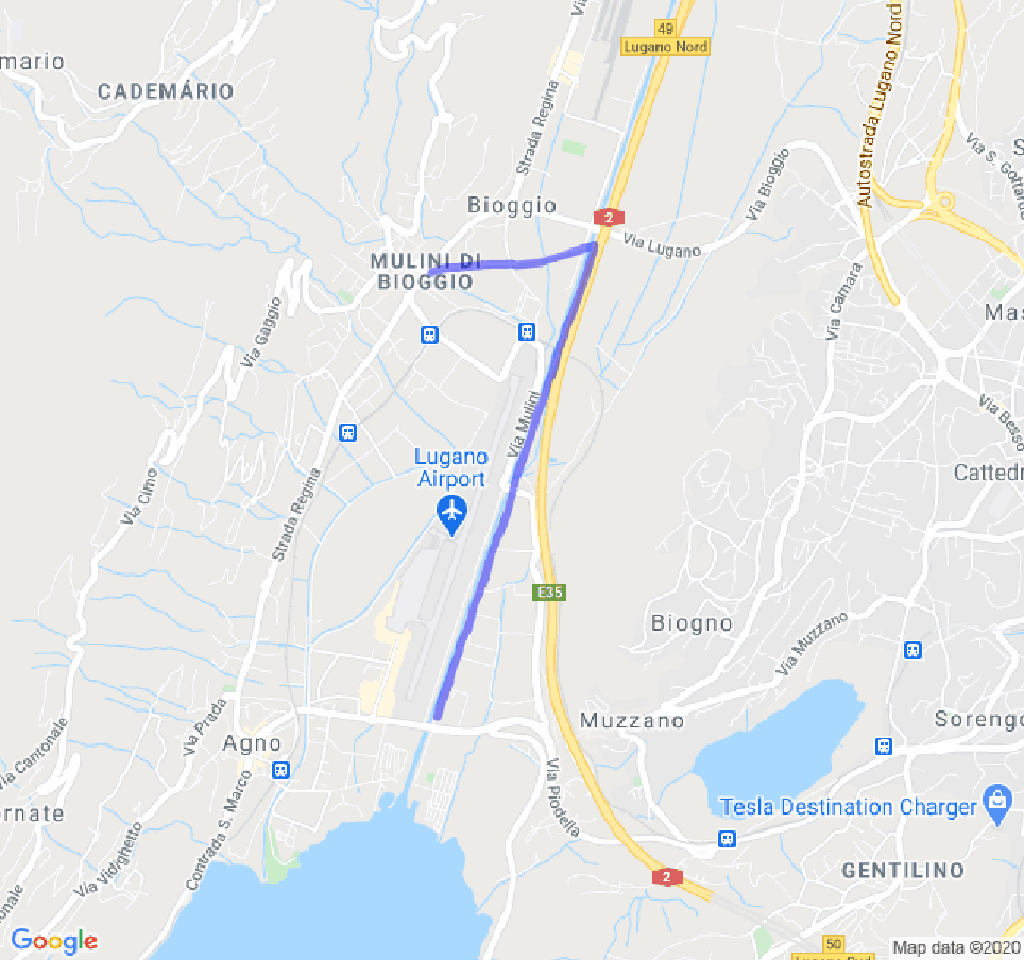 49
Lugano Nord
mario
CADEMÁRIO
Strada Regina
Autostrada Lugano Nord
Via S. Gottardo
Via Bioggio
Bioggio
2
Via Lugano
MULINI DI
BIOGGIO
Via Gaggio
Via Camara
Mas
Via Mulini
Via Besso
Lugano
Airport
Cattedr
Via Cimo
Strada Regina
E35
Biogno
Via Muzzano
Via Prada
Muzzano
Sorengo
Agno
Via Cantonale
Via Piodella
Contrada S. Marco
Tesla Destination Charger
rnate
Via Vidighetto
GENTILINO
2
onale
Google
50
Map data ©2020